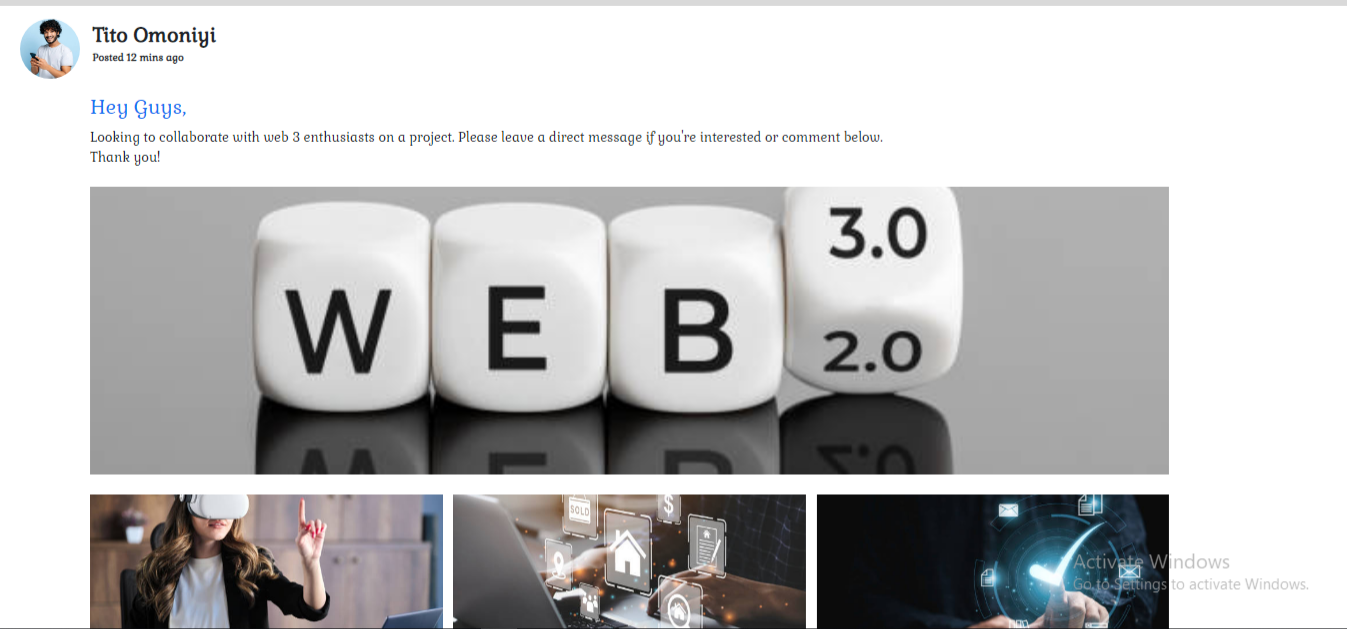 Tito Omoniyi
Posted 12 mins ago
Hey Guys,
Looking to collaborate with web 3 enthusiasts on a project. Please leave a direct message if you're interested or comment below.
Thank you!
3.0
W E B
2.0
SOLD
$
Activate Windows
Go to Settings to activate Windows.